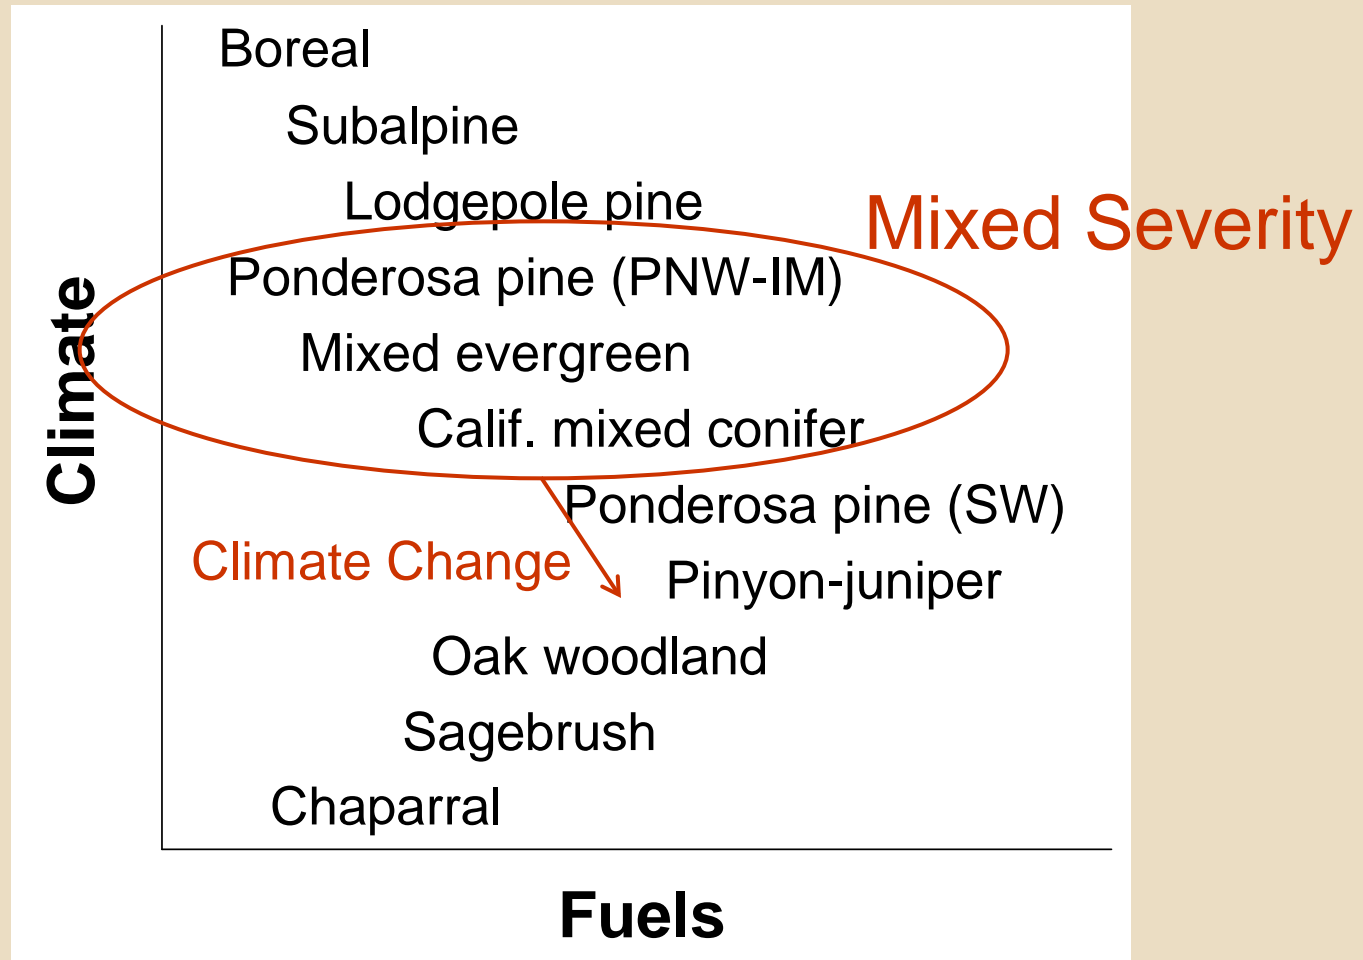 Boreal
Subalpine
Lodgepole pine
Mixed Severity
Ponderosa pine (PNW-IM)
Mixed evergreen
Calif. mixed conifer
Climate
Ponderosa pine (SW)
Climate Change
Pinyon-juniper
Oak woodland
Sagebrush
Chaparral
Fuels